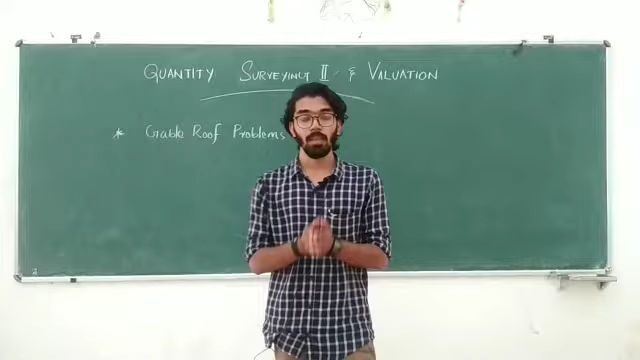 QUANTITY SURVEYING II & VALUATION
* Gable Roof Problems